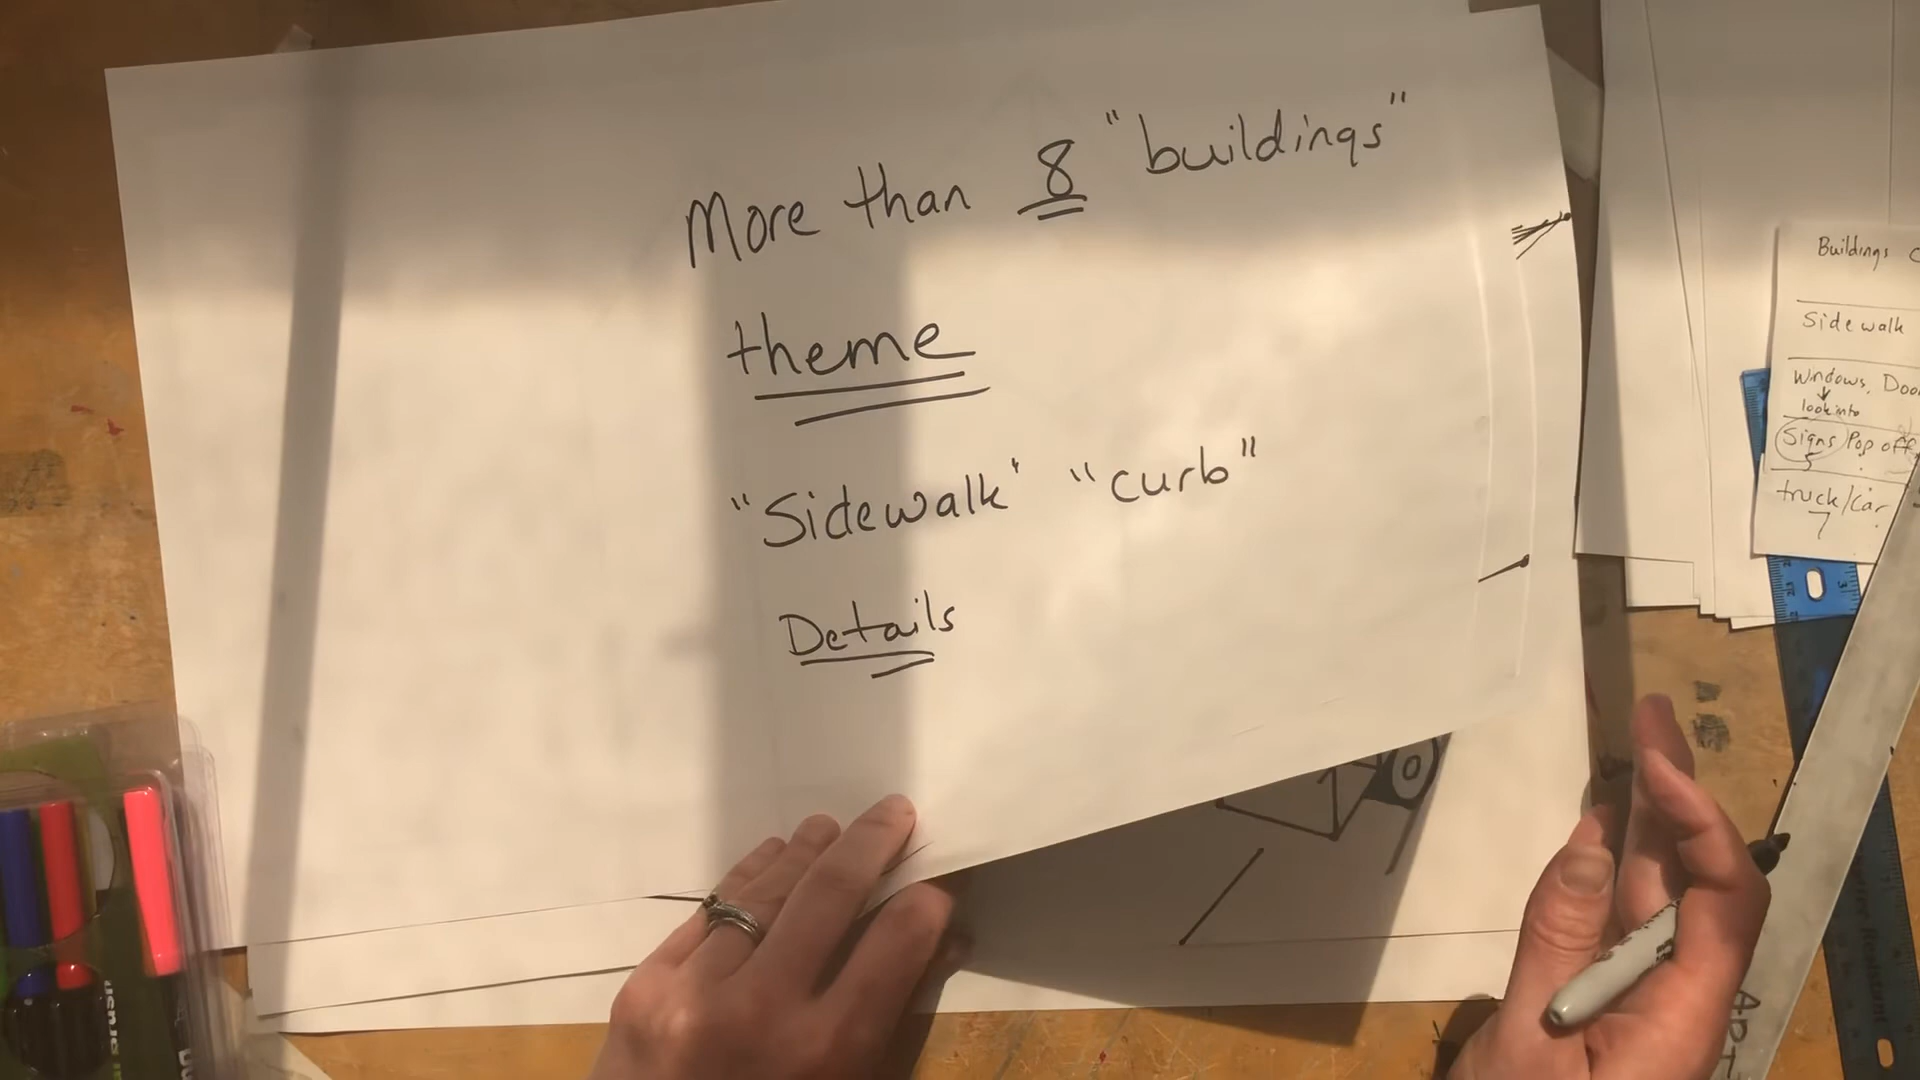 More than 8 "buildings"
theme
"Sidewalk" "curb"
Details
Buildings
Sidewalk
Windows, Doo
look into
Signs Pop off
truck/car
ART